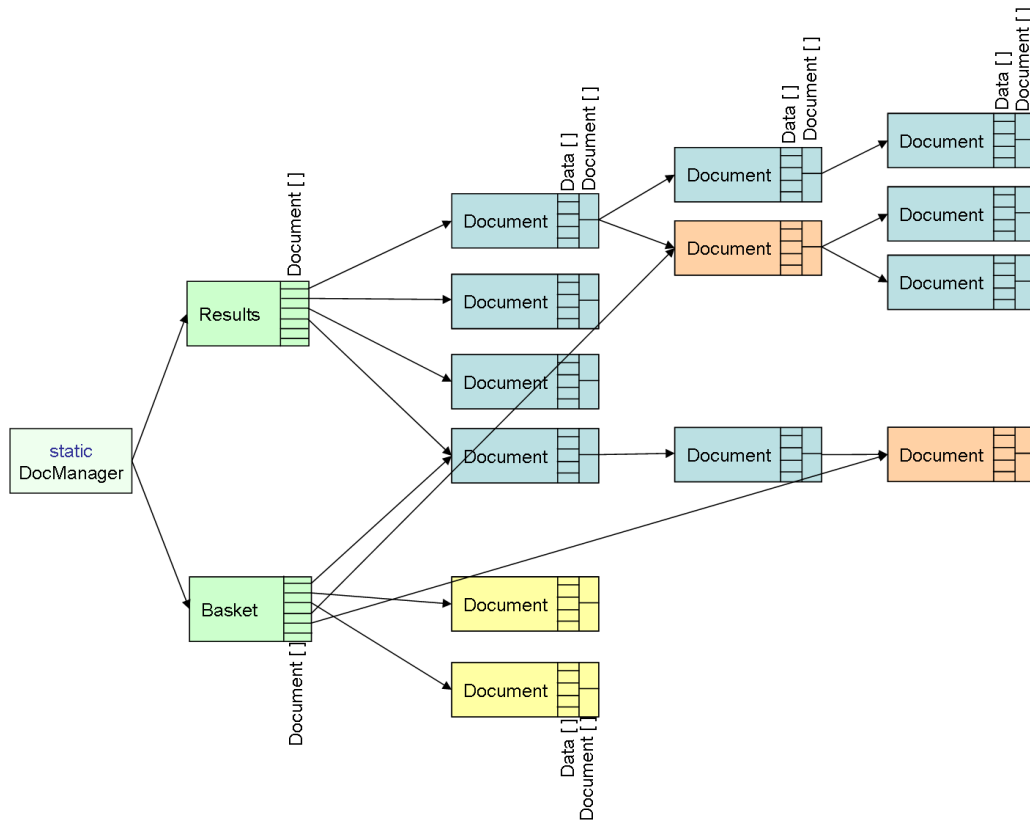 Data [ ]
Document [ ]
Data [ ]
Document [ ]
Data [ ]
Document [ ]
Document [ ]
Document
Document
Document
Document
Document
Document
Document
Results
Document
Document
static
DocManager
Document
Document
Document
Basket
Document
Document
Document [ ]
Data [ ]
Document [ ]